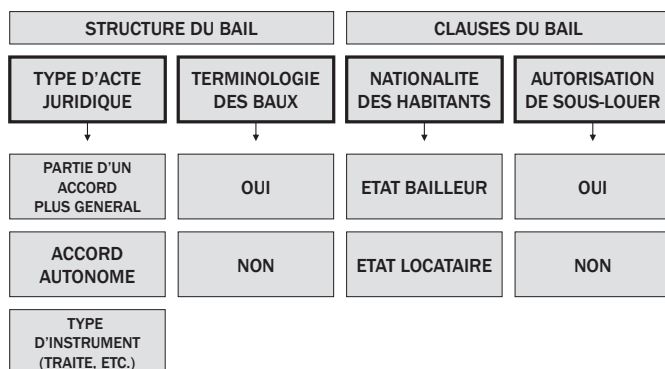 STRUCTURE DU BAIL
CLAUSES DU BAIL
TYPE D'ACTE
JURIDIQUE
TERMINOLOGIE
DES BAUX
NATIONALITE
DES HABITANTS
AUTORISATION
DE SOUS-LOUER
PARTIE D'UN
ACCORD
PLUS GENERAL
OUI
ETAT BAILLEUR
OUI
ACCORD
AUTONOME
NON
ETAT LOCATAIRE
NON
TYPE
D'INSTRUMENT
(TRAITE, ETC.)